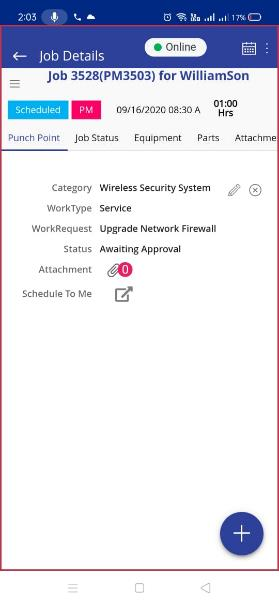 2:03 17%
Job Details Online
Job 3528(PM3503) for WilliamSon
Scheduled PM 09/16/2020 08:30 A 01:00 Hrs
Punch Point Job Status Equipment Parts Attachme
Category Wireless Security System
WorkType Service
WorkRequest Upgrade Network Firewall
Status Awaiting Approval
Attachment 0
Schedule To Me